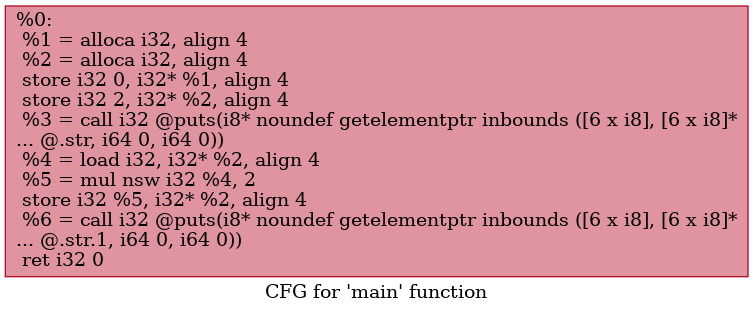 %0:
%1 = alloca i32, align 4
%2 = alloca i32, align 4
store i32 0, i32* %1, align 4
store i32 2, i32* %2, align 4
%3 = call i32 @puts(i8* noundef getelementptr inbounds ([6 x i8], [6 x i8]*
... @.str, i64 0, i64 0))
%4 = load i32, i32* %2, align 4
%5 = mul nsw i32 %4, 2
store i32 %5, i32* %2, align 4
%6 = call i32 @puts(i8* noundef getelementptr inbounds ([6 x i8], [6 x i8]*
... @.str.1, i64 0, i64 0))
ret i32 0
CFG for 'main' function